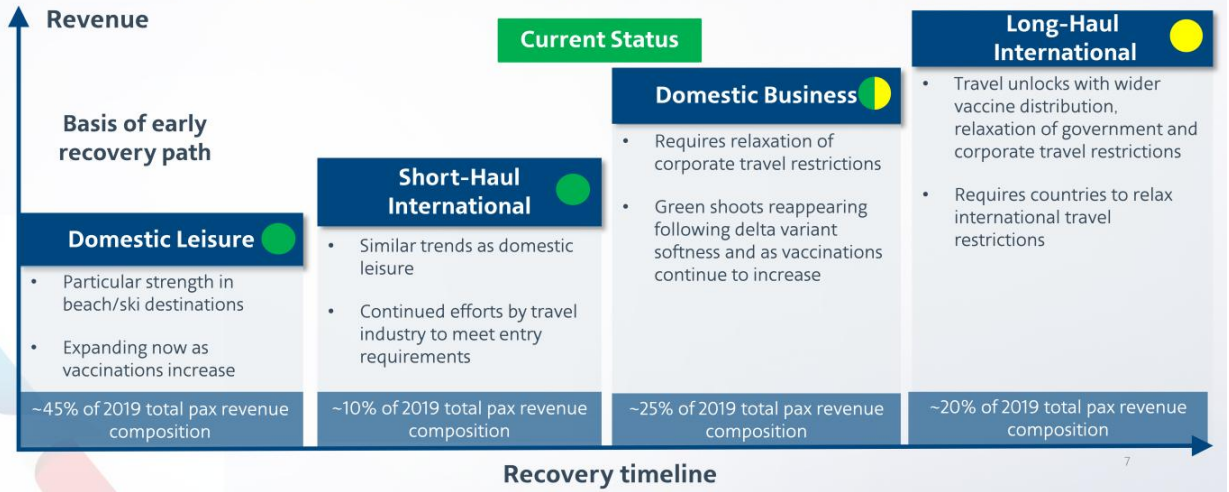 Revenue
Current Status
Basis of early
recovery path
Domestic Leisure
• Particular strength in
beach/ski destinations
• Expanding now as
vaccinations increase
~45% of 2019 total pax revenue
composition
Short-Haul
International
• Similar trends as domestic
leisure
• Continued efforts by travel
industry to meet entry
requirements
~10% of 2019 total pax revenue
composition
Domestic Business
• Requires relaxation of
corporate travel restrictions
• Green shoots reappearing
following delta variant
softness and as vaccinations
continue to increase
~25% of 2019 total pax revenue
composition
Long-Haul
International
• Travel unlocks with wider
vaccine distribution,
relaxation of government and
corporate travel restrictions
• Requires countries to relax
international travel
restrictions
~20% of 2019 total pax revenue
composition
Recovery timeline
7